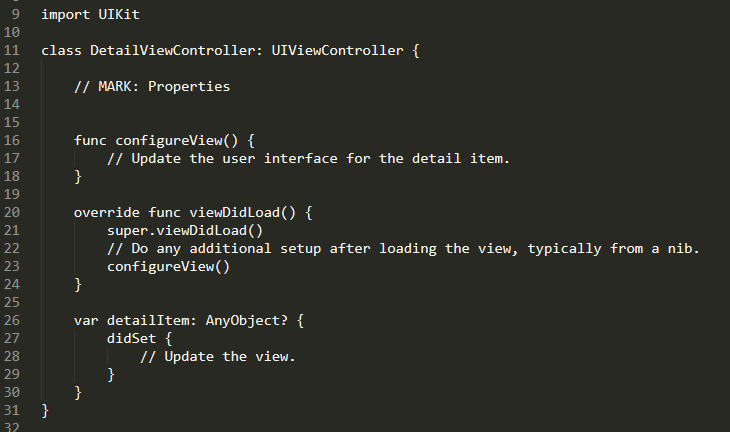 9 import UIKit
10
11 class DetailViewController: UIViewController {
12
13     // MARK: Properties
14
15
16     func configureView() {
17         // Update the user interface for the detail item.
18     }
19
20     override func viewDidLoad() {
21         super.viewDidLoad()
22         // Do any additional setup after loading the view, typically from a nib.
23         configureView()
24     }
25
26     var detailItem: AnyObject? {
27         didSet {
28             // Update the view.
29         }
30     }
31 }
32